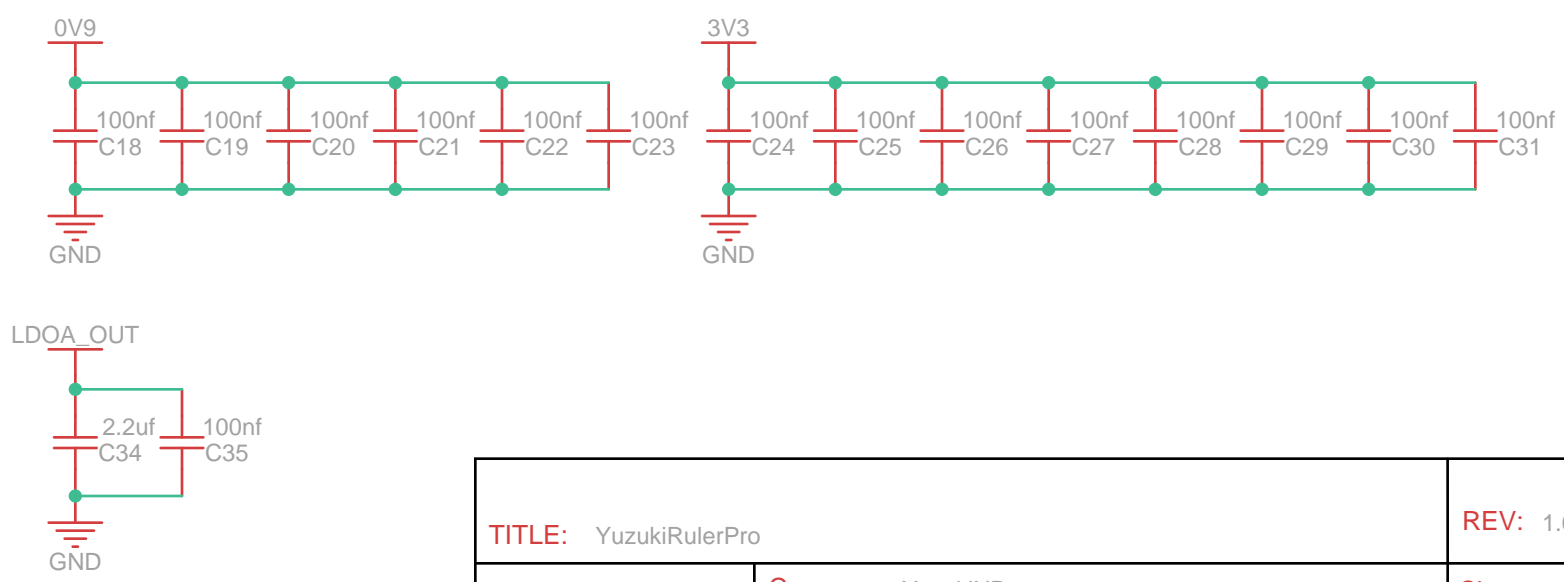 0V9
3V3
100nf 100nf 100nf 100nf 100nf 100nf 100nf 100nf 100nf 100nf 100nf 100nf 100nf 100nf
C18 C19 C20 C21 C22 C23 C24 C25 C26 C27 C28 C29 C30 C31
GND
GND
LDOA_OUT
2.2uf 100nf
C34 C35
GND
TITLE: YuzukiRulerPro
REV: 1.